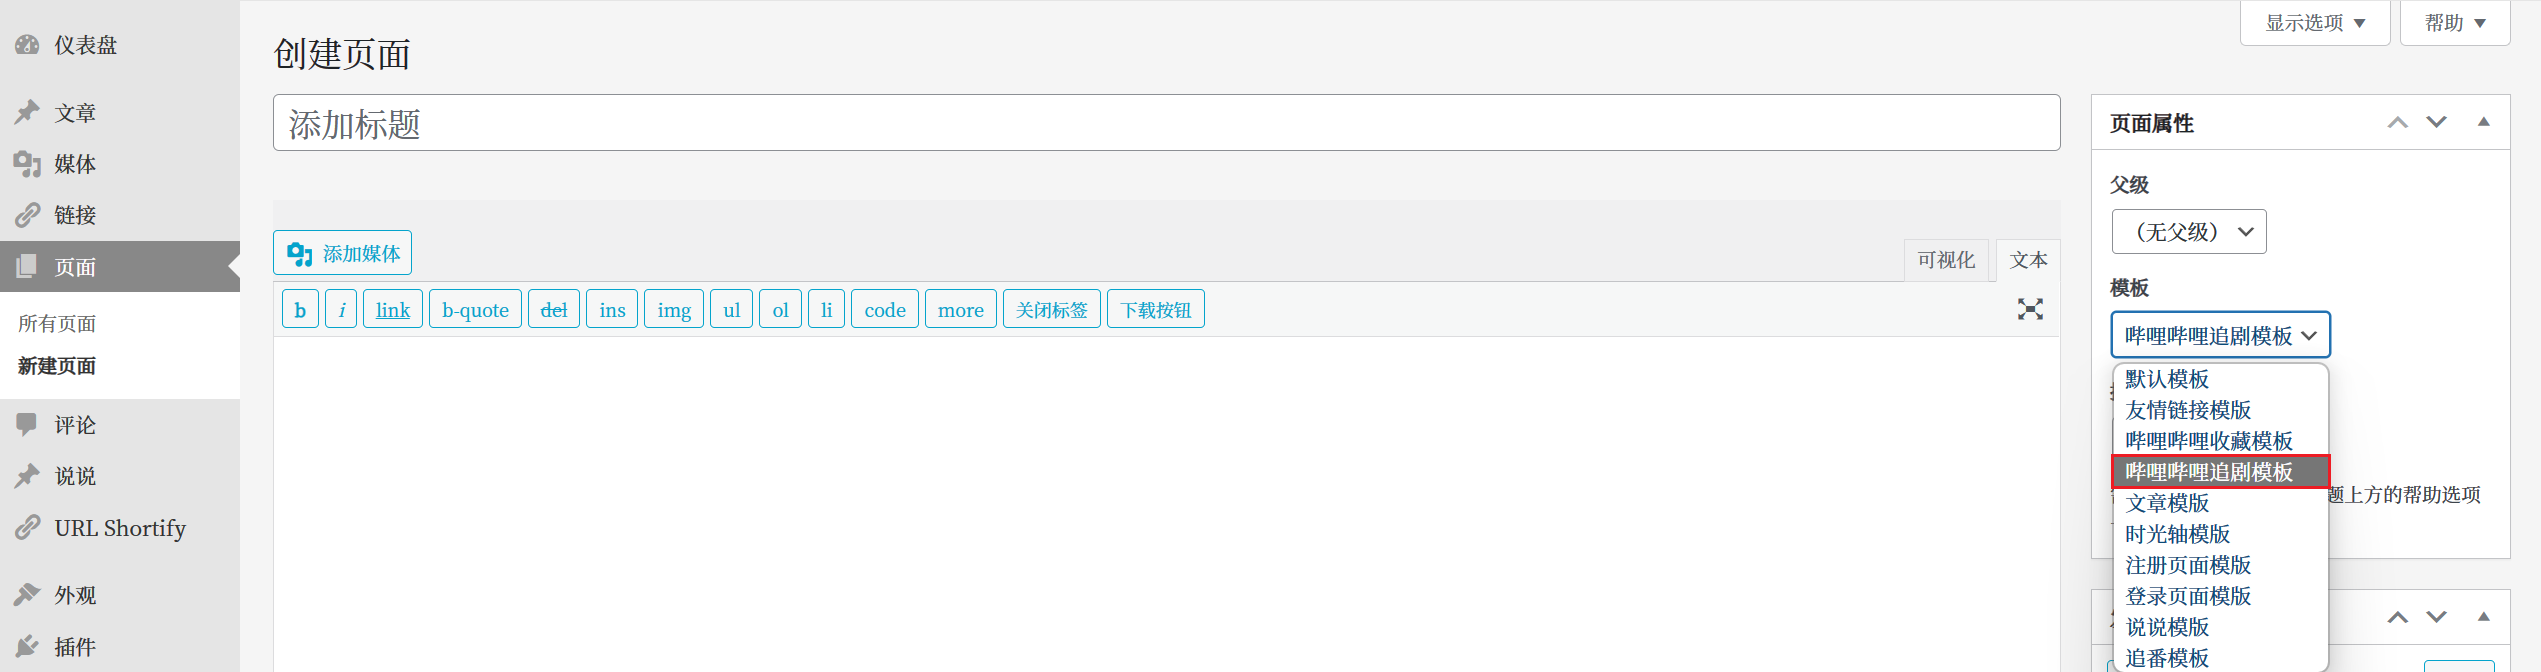 仪表盘
文章
媒体
链接
页面
所有页面
新建页面
评论
说说
URL Shortify
外观
插件
显示选项 ▼
帮助 ▼
创建页面
添加标题
添加媒体
可视化
文本
b i link b-quote del ins img ul ol li code more 关闭标签 下载按钮
页面属性
父级
（无父级）
模板
哔哩哔哩追剧模板
默认模板
友情链接模版
哔哩哔哩收藏模板
哔哩哔哩追剧模板
文章模版
时光轴模版
注册页面模版
登录页面模版
说说模版
追番模板
题上方的帮助选项